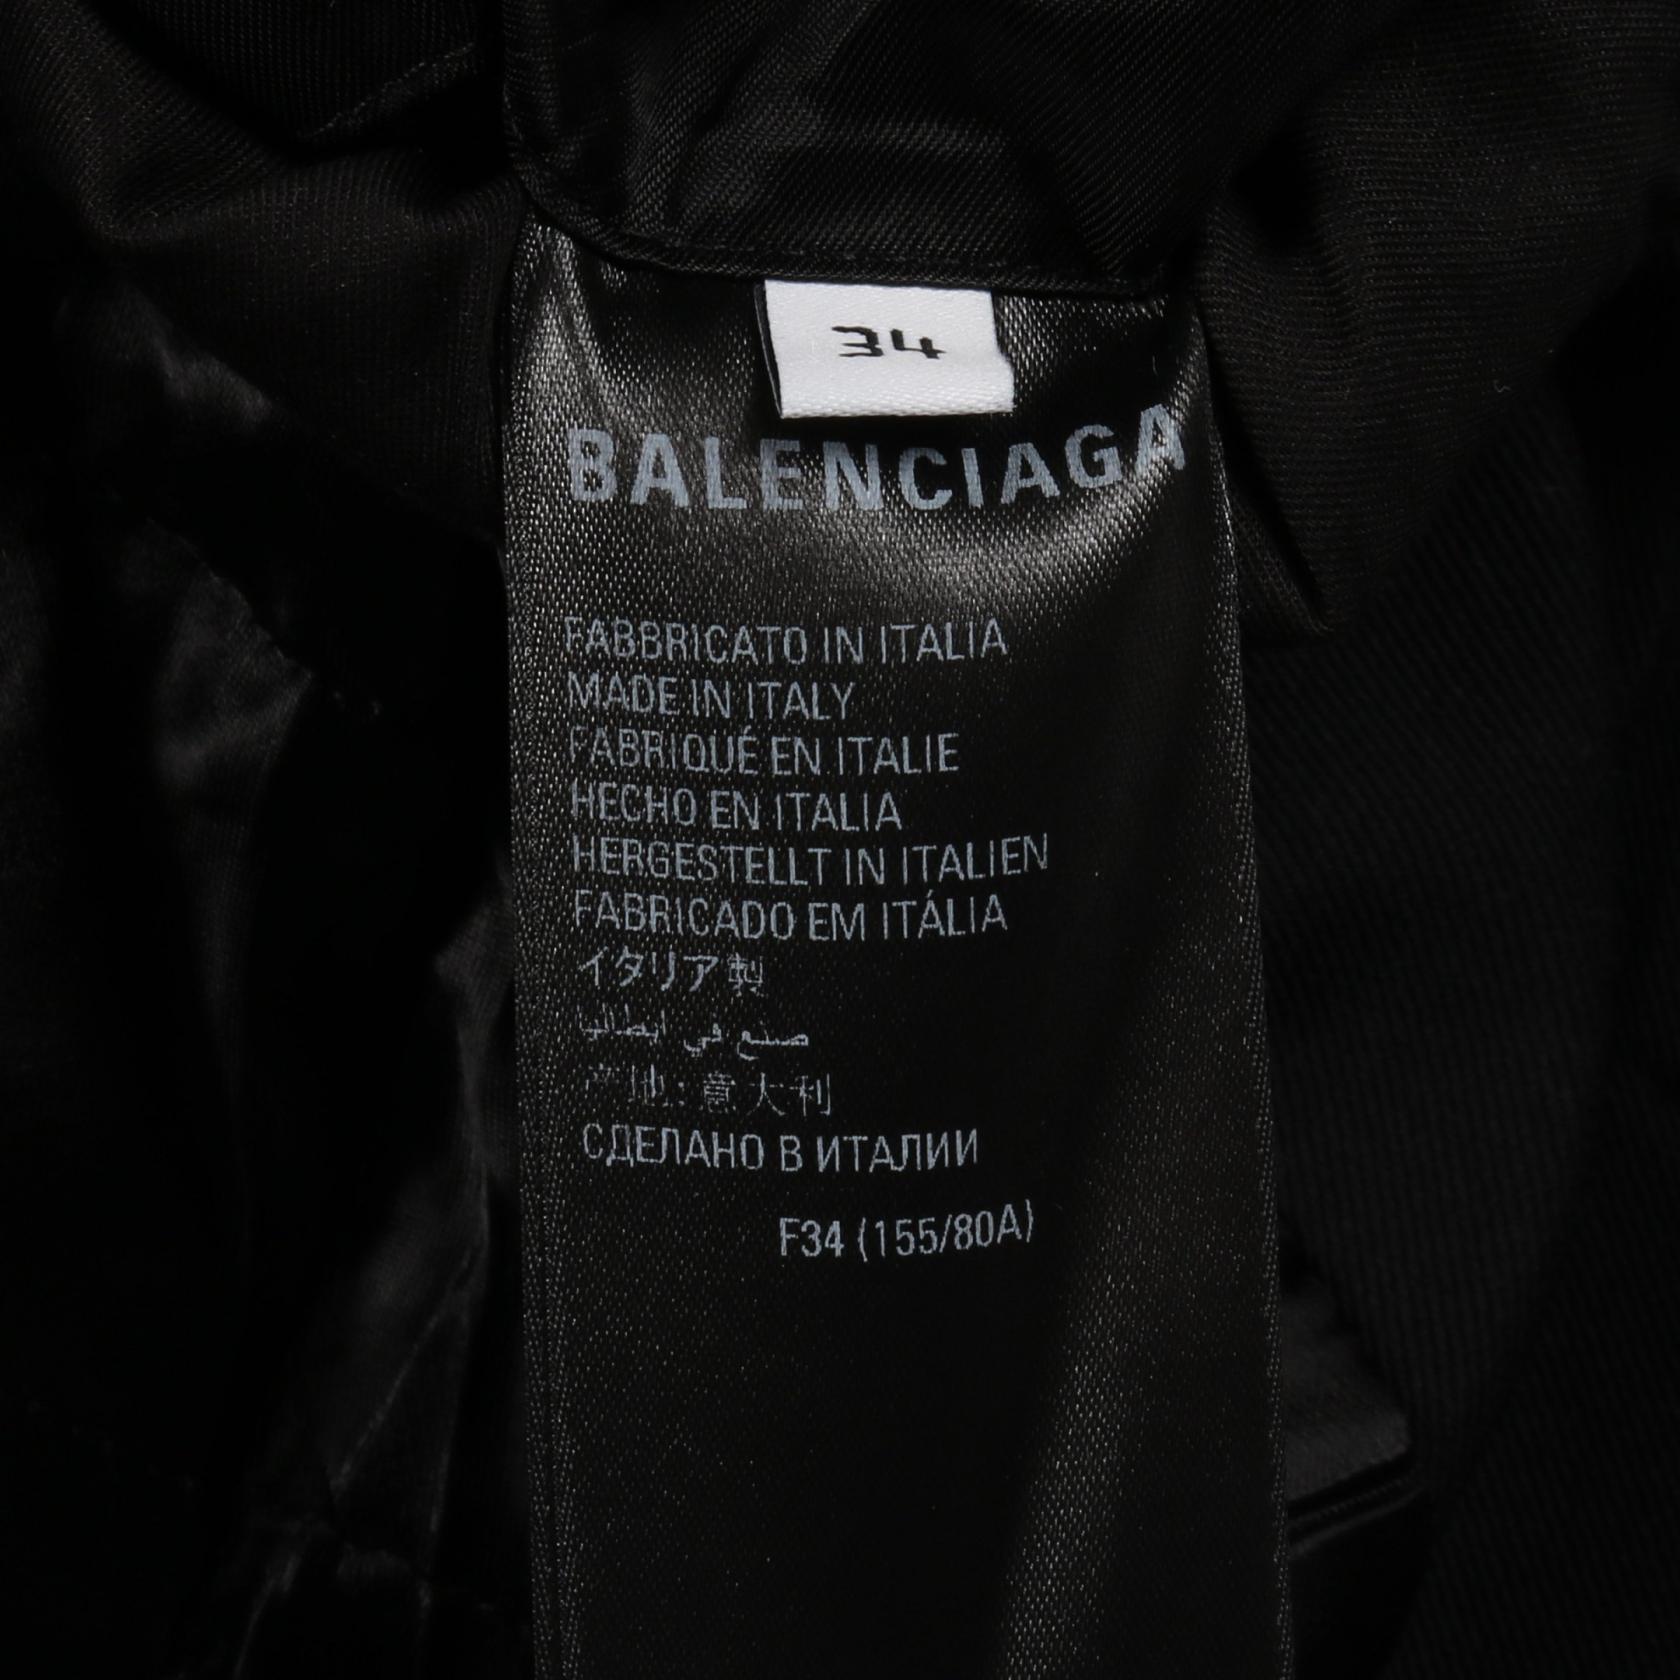 34
BALENCIAGA
FABBRICATO IN ITALIA
MADE IN ITALY
FABRIQUÉ EN ITALIE
HECHO EN ITALIA
HERGESTELLT IN ITALIEN
FABRICADO EM ITÁLIA
イタリア製
صنع في ايطاليا
产地: 意大利
СДЕЛАНО В ИТАЛИИ
F34 (155/80A)